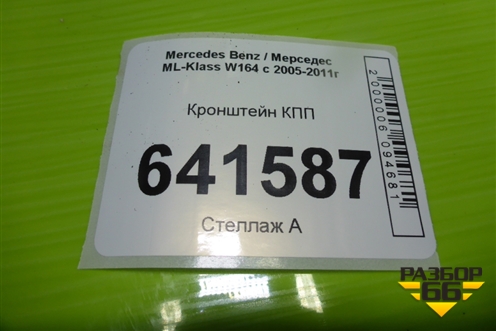 Mercedes Benz / Мерседес
ML-Klass W164 с 2005-2011г
Кронштейн КПП
641587
Стеллаж А
2000006094681
РАЗБОР
66